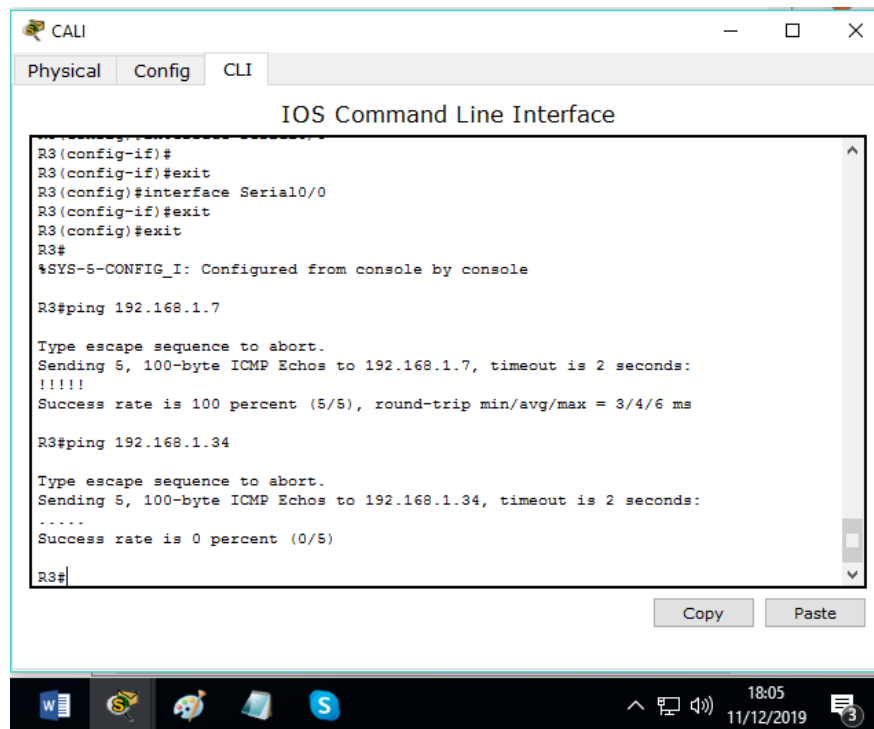 CALI
Physical Config CLI
IOS Command Line Interface
R3(config-if)#
R3(config-if)#exit
R3(config)#interface Serial0/0
R3(config-if)#exit
R3(config)#exit
R3#
%SYS-5-CONFIG_I: Configured from console by console
R3#ping 192.168.1.7
Type escape sequence to abort.
Sending 5, 100-byte ICMP Echos to 192.168.1.7, timeout is 2 seconds:
!!!!!
Success rate is 100 percent (5/5), round-trip min/avg/max = 3/4/6 ms
R3#ping 192.168.1.34
Type escape sequence to abort.
Sending 5, 100-byte ICMP Echos to 192.168.1.34, timeout is 2 seconds:
.....
Success rate is 0 percent (0/5)
R3#
Copy Paste
18:05
11/12/2019
3